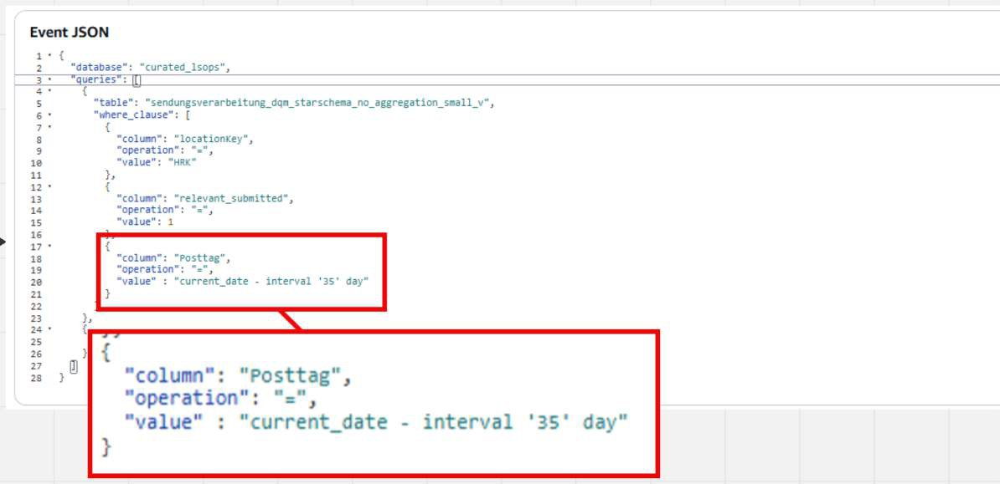 Event JSON
1 {
2 "database": "curated_lsops",
3 "queries": [
4 {
5 "table": "sendungsverarbeitung_dqm_starschema_no_aggregation_small_v",
6 "where_clause": [
7 {
8 "column": "locationKey",
9 "operation": "=",
10 "value": "HRK"
11 },
12 {
13 "column": "relevant_submitted",
14 "operation": "=",
15 "value": 1
16 },
17 {
18 "column": "Posttag",
19 "operation": "=",
20 "value" : "current_date - interval '35' day"
21 }
22
23 },
24 {
25
26 }
27 ]
28 }
{
"column": "Posttag",
"operation": "=",
"value" : "current_date - interval '35' day"
}